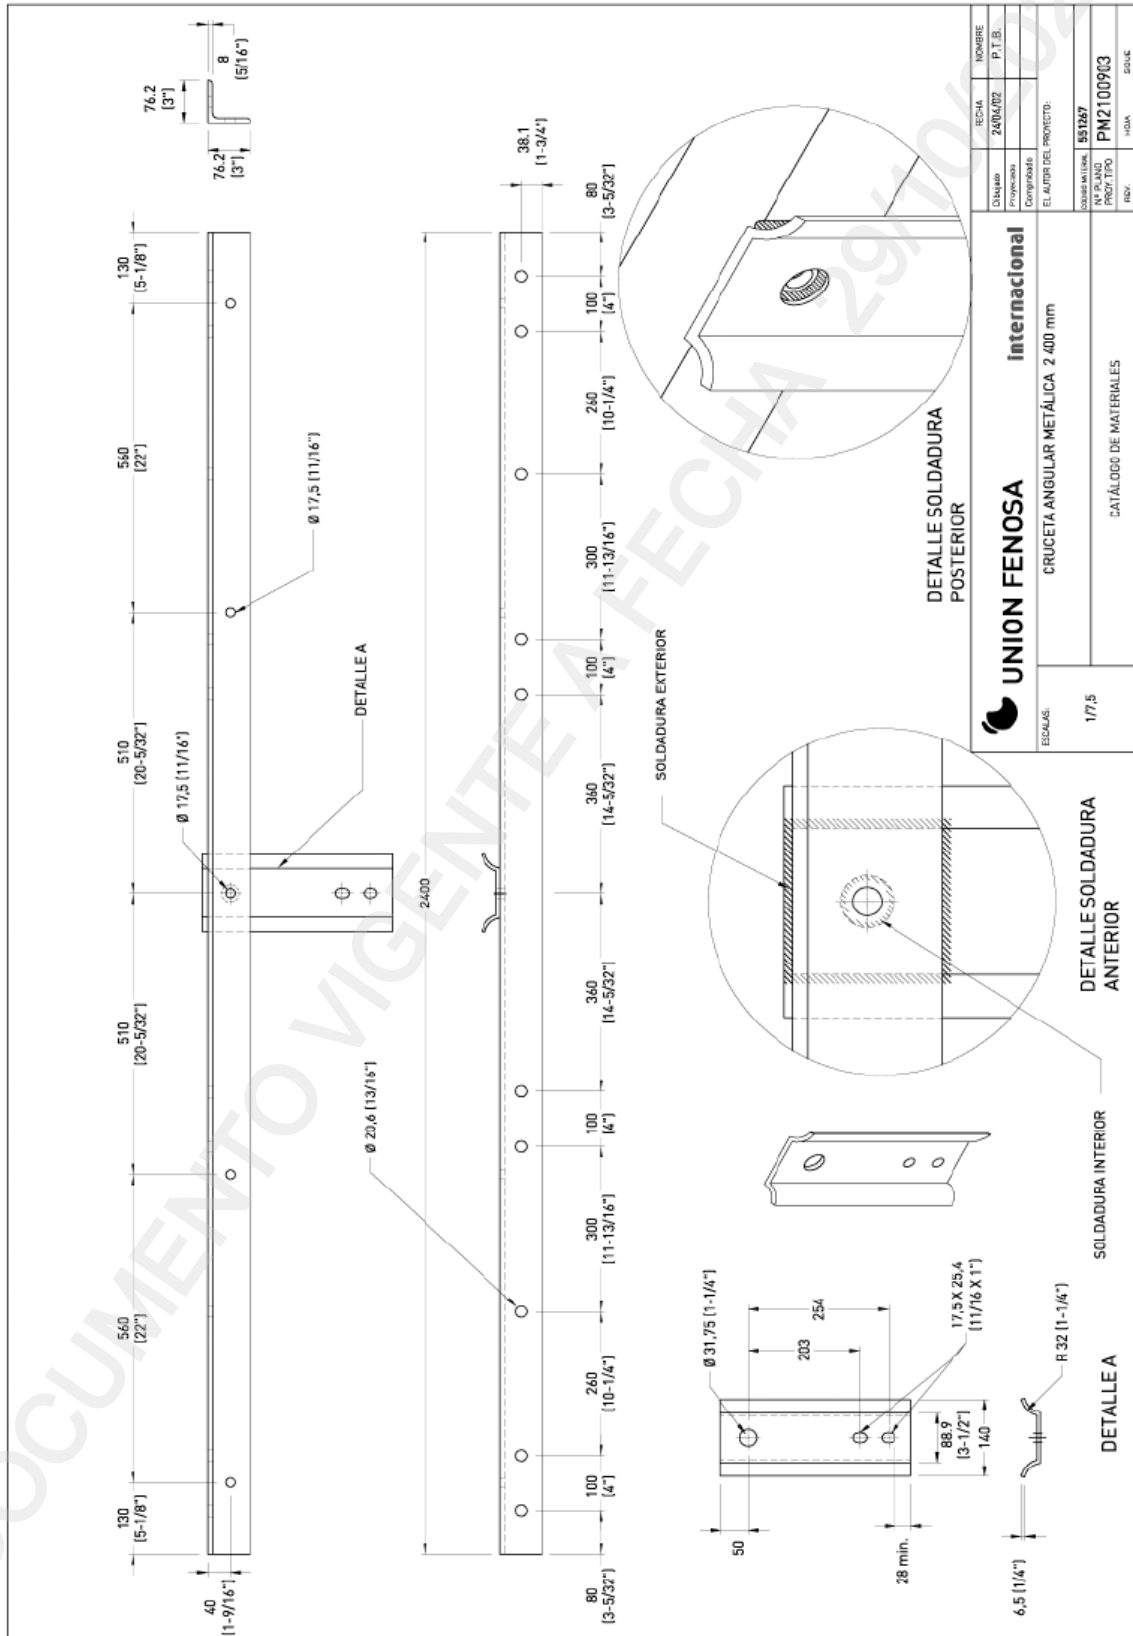 130
(5-1/8")
560
(22")
510
(20-5/32")
510
(20-5/32")
560
(22")
130
(5-1/8")
76.2
(3")
8
(5/16")
76.2
(3")
40
(1-9/16")
Ø 17,5 (11/16")
Ø 17,5 (11/16")
DETALLE A
2400
Ø 20,6 (13/16")
38.1
(1-3/4")
80
(3-5/32")
100
(4")
260
(10-1/4")
300
(11-13/16")
100
(4")
360
(14-5/32")
360
(14-5/32")
100
(4")
300
(11-13/16")
260
(10-1/4")
100
(4")
80
(3-5/32")
Ø 31,75 (1-1/4")
254
203
17,5 X 25,4
(11/16 X 1")
50
28 min.
88.9
(3-1/2")
140
6,5 (1/4")
R 32 (1-1/4")
DETALLE A
SOLDADURA INTERIOR
SOLDADURA EXTERIOR
DETALLE SOLDADURA
ANTERIOR
DETALLE SOLDADURA
POSTERIOR
UNION FENOSA
internacional
FECHA
NOMBRE
Dibujado
24/04/02
P.T.B.
Proyectado
Comprobado
EL AUTOR DEL PROYECTO:
ESCALAS:
1/7,5
CRUCETA ANGULAR METÁLICA 2 400 mm
CATÁLOGO DE MATERIALES
CODIGO MATERIAL
551267
Nº PLANO
PROY. TIPO
PM2100903
REV.
HOJA
SIGUE
DOCUMENTO VIGENTE A FECHA